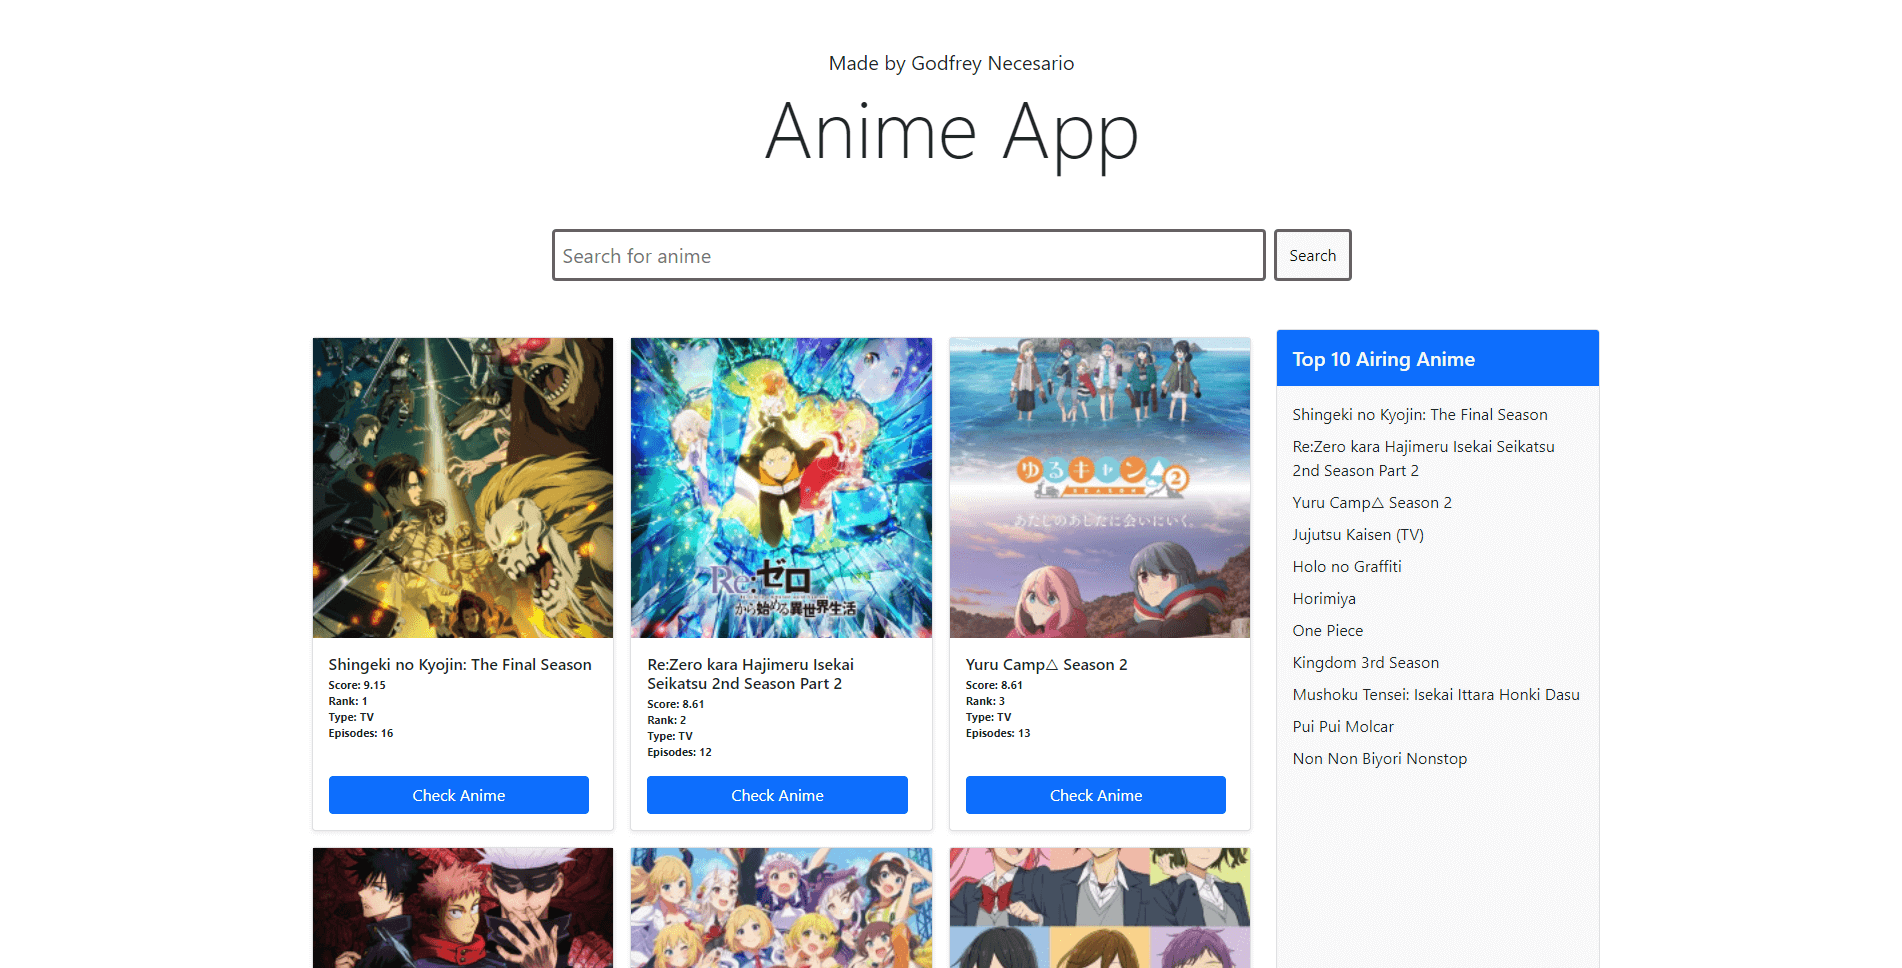 Made by Godfrey Necesario
Anime App
Search for anime
Search
ゆるキャン△2
SEASON
あたしのあしたに会いにいく。
Re:ゼロ
から始める異世界生活
Shingeki no Kyojin: The Final Season
Score: 9.15
Rank: 1
Type: TV
Episodes: 16
Check Anime
Re:Zero kara Hajimeru Isekai
Seikatsu 2nd Season Part 2
Score: 8.61
Rank: 2
Type: TV
Episodes: 12
Check Anime
Yuru Camp△ Season 2
Score: 8.61
Rank: 3
Type: TV
Episodes: 13
Check Anime
Top 10 Airing Anime
Shingeki no Kyojin: The Final Season
Re:Zero kara Hajimeru Isekai Seikatsu
2nd Season Part 2
Yuru Camp△ Season 2
Jujutsu Kaisen (TV)
Holo no Graffiti
Horimiya
One Piece
Kingdom 3rd Season
Mushoku Tensei: Isekai Ittara Honki Dasu
Pui Pui Molcar
Non Non Biyori Nonstop